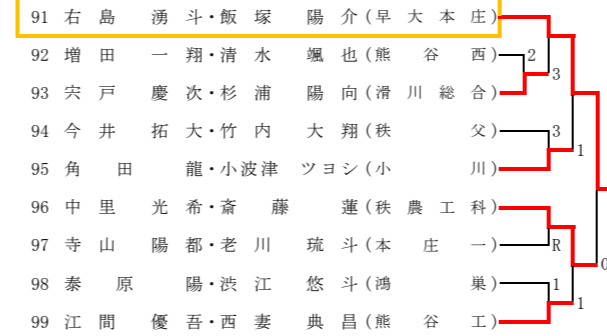 91 右島 湧斗・飯塚 陽介(早大本庄)
92 増田 一翔・清水 颯也(熊谷西) 2
3
93 宍戸 慶次・杉浦 陽向(滑川総合)
94 今井 拓大・竹内 大翔(秩父) 3
1
95 角田 龍・小波津 ツヨシ(小川)
96 中里 光希・斎藤 蓮(秩農工科)
97 寺山 陽都・老川 琉斗(本庄一) R
0
98 泰原 陽・渋江 悠斗(鴻巣) 1
1
99 江間 優吾・西妻 典昌(熊谷工)